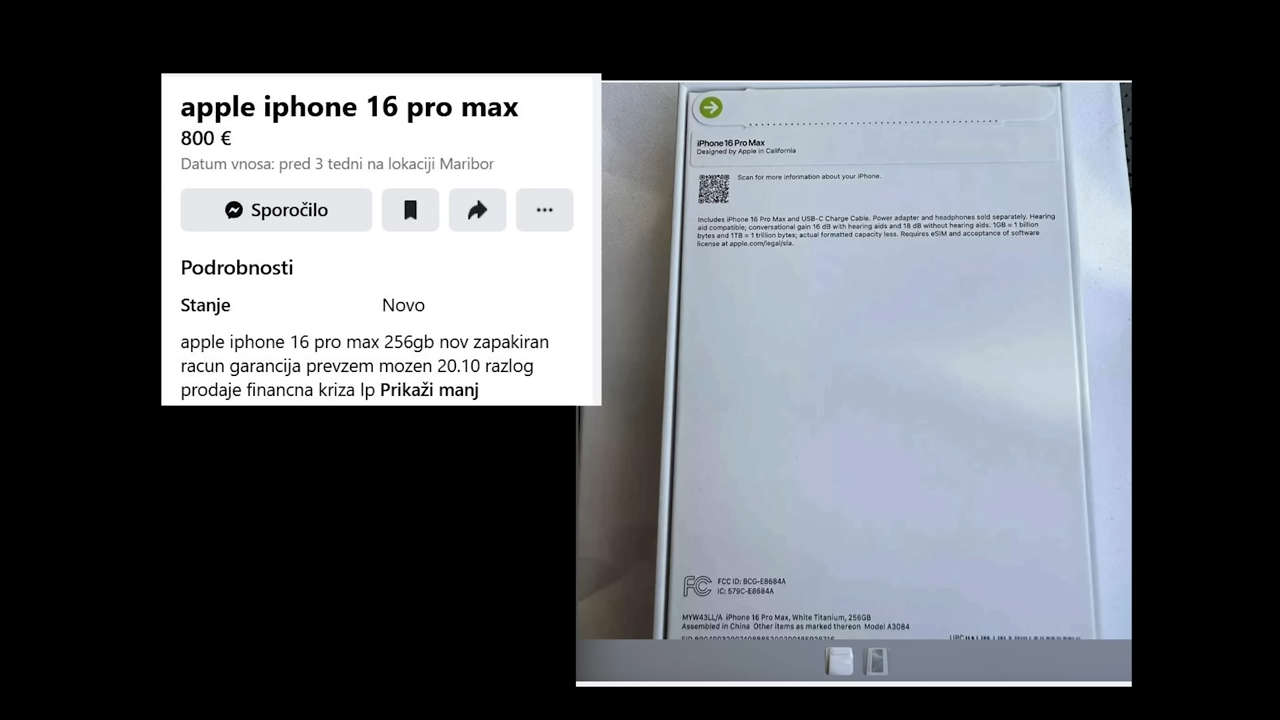 apple iphone 16 pro max
800 €
Datum vnosa: pred 3 tedni na lokaciji Maribor
Sporočilo
Podrobnosti
Stanje Novo
apple iphone 16 pro max 256gb nov zapakiran
racun garancija prevzem mozen 20.10 razlog
prodaje financna kriza lp Prikaži manj
iPhone 16 Pro Max
Designed by Apple in California
Scan for more information about your iPhone.
Includes iPhone 16 Pro Max and USB-C Charge Cable. Power adapter and headphones sold separately. Hearing
aid compatible; conversational gain 16 dB with hearing aids and 18 dB without hearing aids. 1GB = 1 billion
bytes and 1TB = 1 trillion bytes; actual formatted capacity less. Requires eSIM and acceptance of software
license at apple.com/legal/sla.
FC
FCC ID: BCG-E8684A
IC: 579C-E8684A
MYW43LL/A iPhone 16 Pro Max, White Titanium, 256GB
Assembled in China Other items as marked thereon Model A3084
UPC